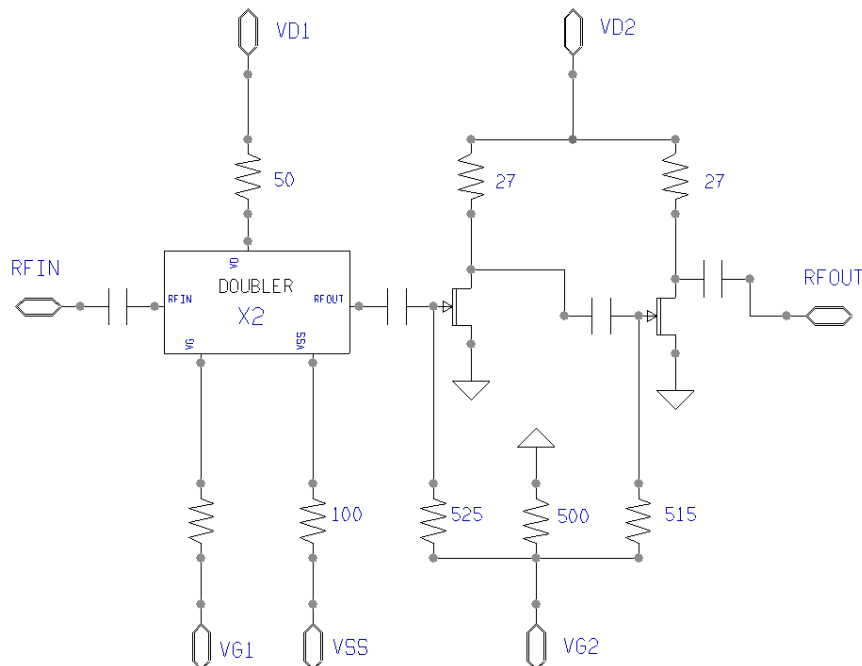 VD1
VD2
50
27
27
RFIN
VD
DOUBLER
RFIN
RFOUT
X2
VG
VSS
RFOUT
100
525
500
515
VG1
VSS
VG2